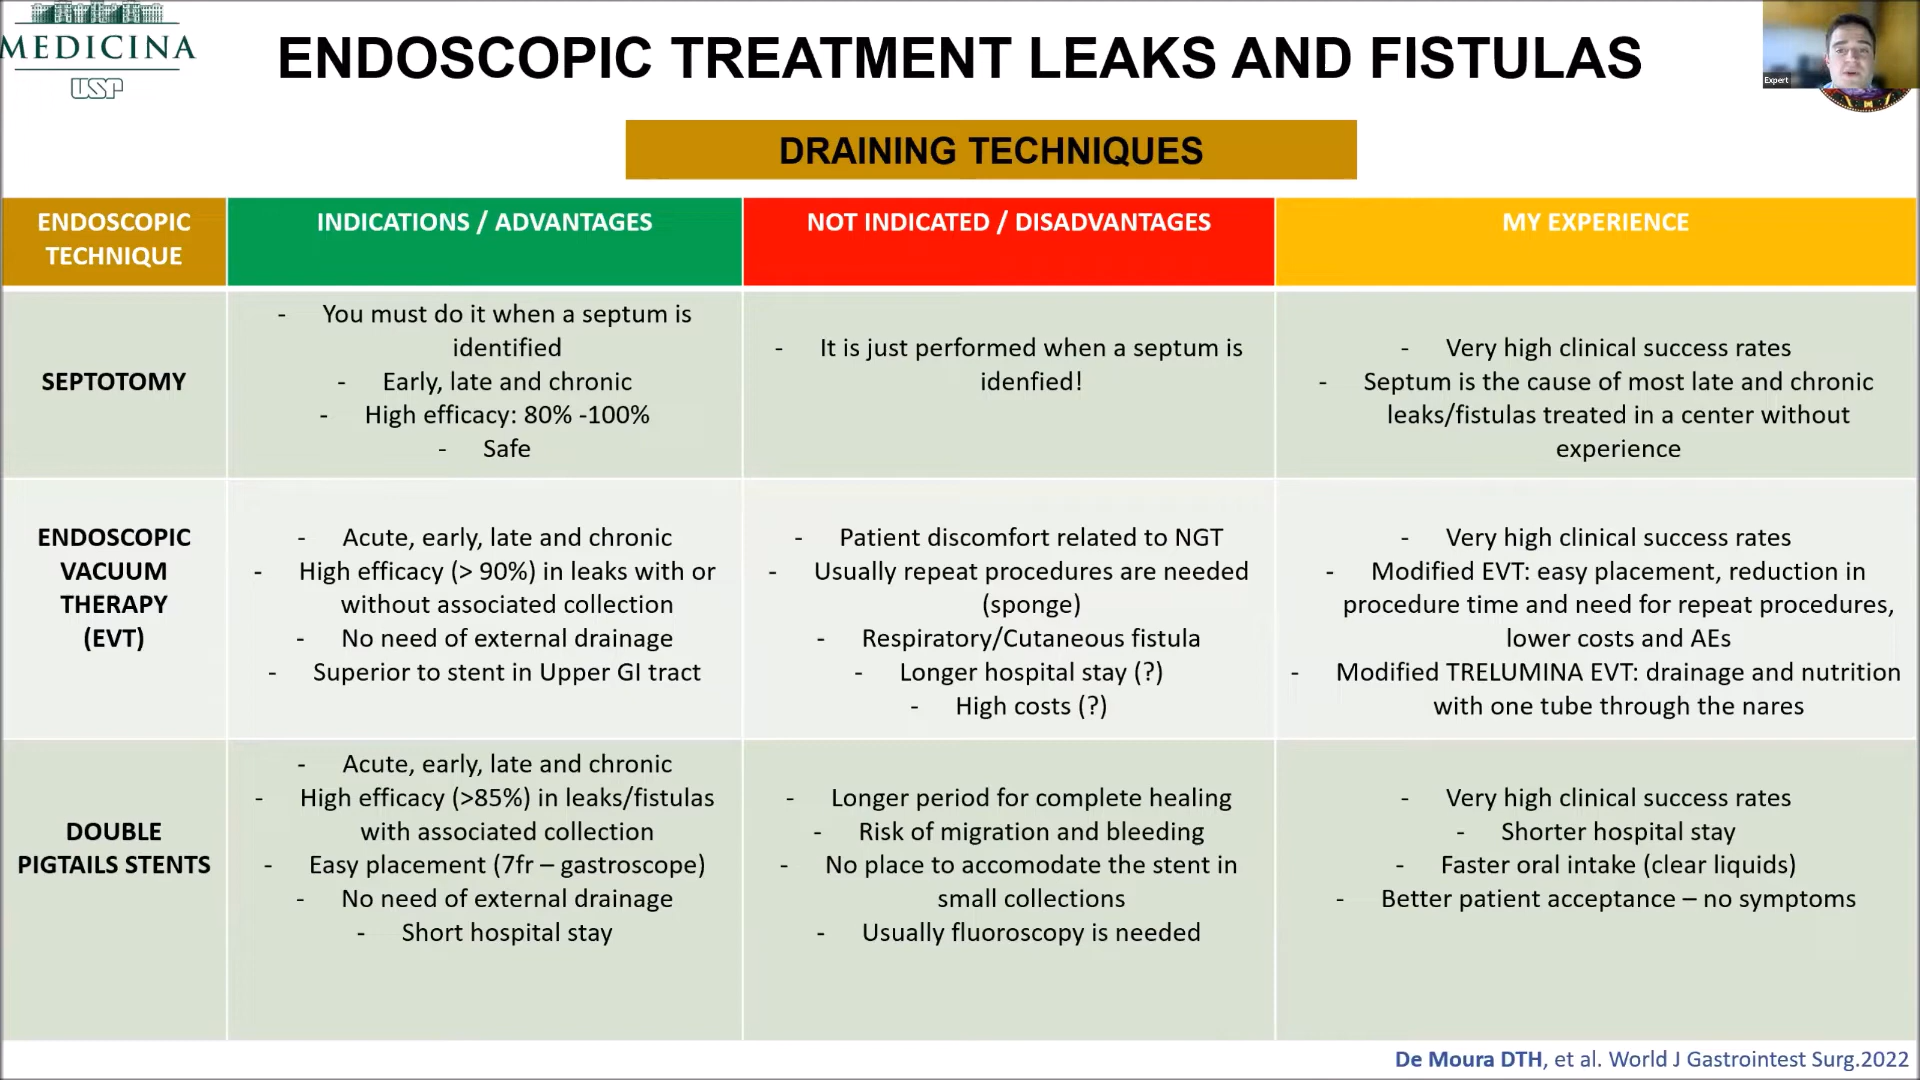 MEDICINA
USP
ENDOSCOPIC TREATMENT LEAKS AND FISTULAS
Expert
DRAINING TECHNIQUES
ENDOSCOPIC
TECHNIQUE
INDICATIONS / ADVANTAGES
NOT INDICATED / DISADVANTAGES
MY EXPERIENCE
SEPTOTOMY
- You must do it when a septum is
identified
- Early, late and chronic
- High efficacy: 80% -100%
- Safe
- It is just performed when a septum is
idenfied!
- Very high clinical success rates
- Septum is the cause of most late and chronic
leaks/fistulas treated in a center without
experience
ENDOSCOPIC
VACUUM
THERAPY
(EVT)
- Acute, early, late and chronic
- High efficacy (> 90%) in leaks with or
without associated collection
- No need of external drainage
- Superior to stent in Upper GI tract
- Patient discomfort related to NGT
- Usually repeat procedures are needed
(sponge)
- Respiratory/Cutaneous fistula
- Longer hospital stay (?)
- High costs (?)
- Very high clinical success rates
- Modified EVT: easy placement, reduction in
procedure time and need for repeat procedures,
lower costs and AEs
- Modified TRELUMINA EVT: drainage and nutrition
with one tube through the nares
DOUBLE
PIGTAILS STENTS
- Acute, early, late and chronic
- High efficacy (>85%) in leaks/fistulas
with associated collection
- Easy placement (7fr – gastroscope)
- No need of external drainage
- Short hospital stay
- Longer period for complete healing
- Risk of migration and bleeding
- No place to accomodate the stent in
small collections
- Usually fluoroscopy is needed
- Very high clinical success rates
- Shorter hospital stay
- Faster oral intake (clear liquids)
- Better patient acceptance – no symptoms
De Moura DTH, et al. World J Gastrointest Surg.2022